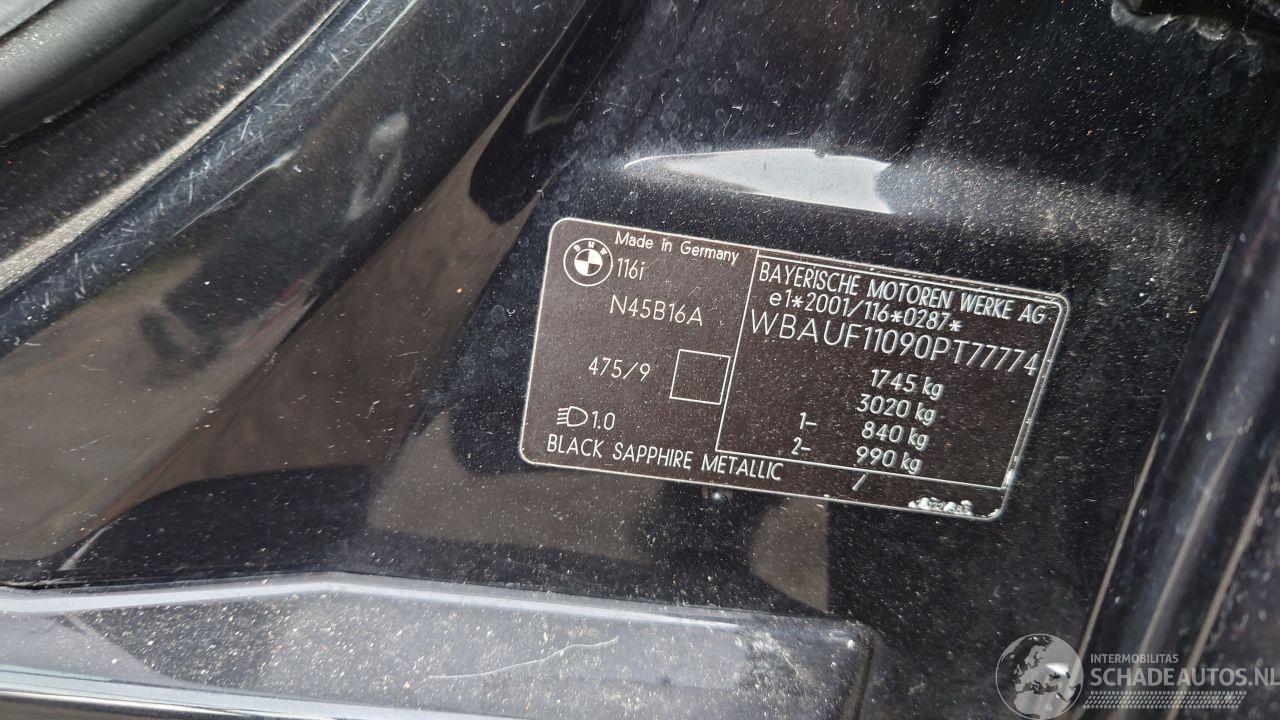 BMW
Made in Germany
116i
N45B16A
475/9
1.0
BLACK SAPPHIRE METALLIC
BAYERISCHE MOTOREN WERKE AG
e1*2001/116*0287*
WBAUF11090PT77774
1745 kg
3020 kg
1- 840 kg
2- 990 kg
/
INTERMOBILITAS
SCHADEAUTOS.NL